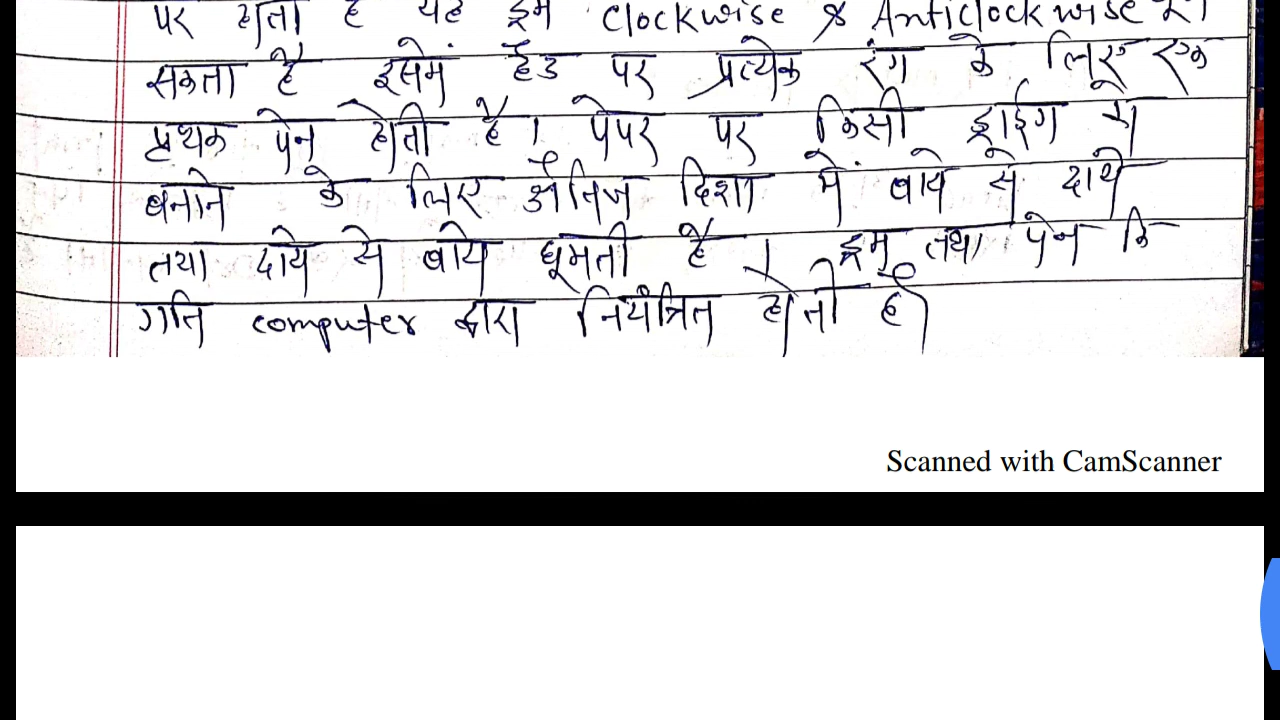 पर होता है यह ड्रम Clockwise & Anticlockwise
सकता है इसमें हेड पर प्रत्येक रंग के लिए एक
प्रथक पेन होती है । पेपर पर किसी ड्राईंग
बनाने के लिए क्षैतिज दिशा में बाये से दाये
तथा दाये से बाये घूमती है । ड्रम तथा पेन कि
गति computer द्वारा नियंत्रित होती है
Scanned with CamScanner